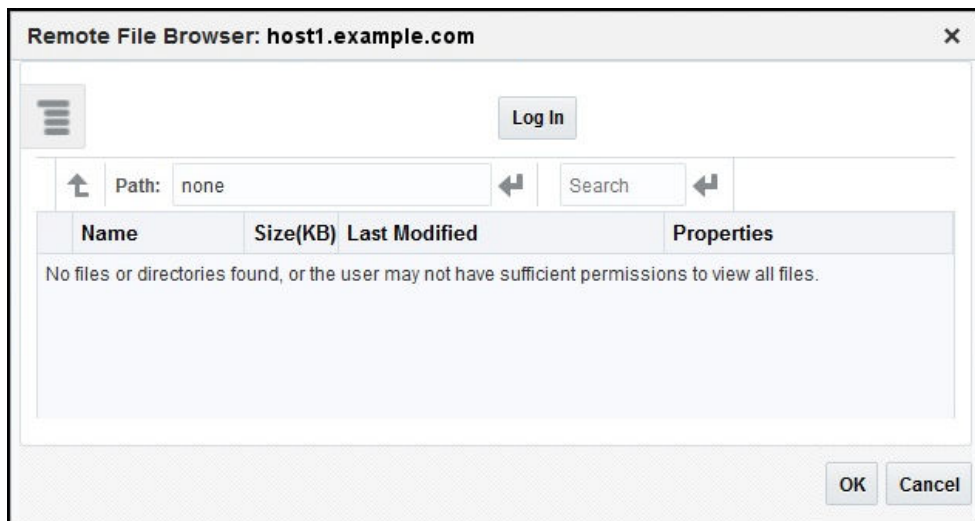 Remote File Browser: host1.example.com
Log In
Path: none Search
Name Size(KB) Last Modified Properties
No files or directories found, or the user may not have sufficient permissions to view all files.
OK Cancel